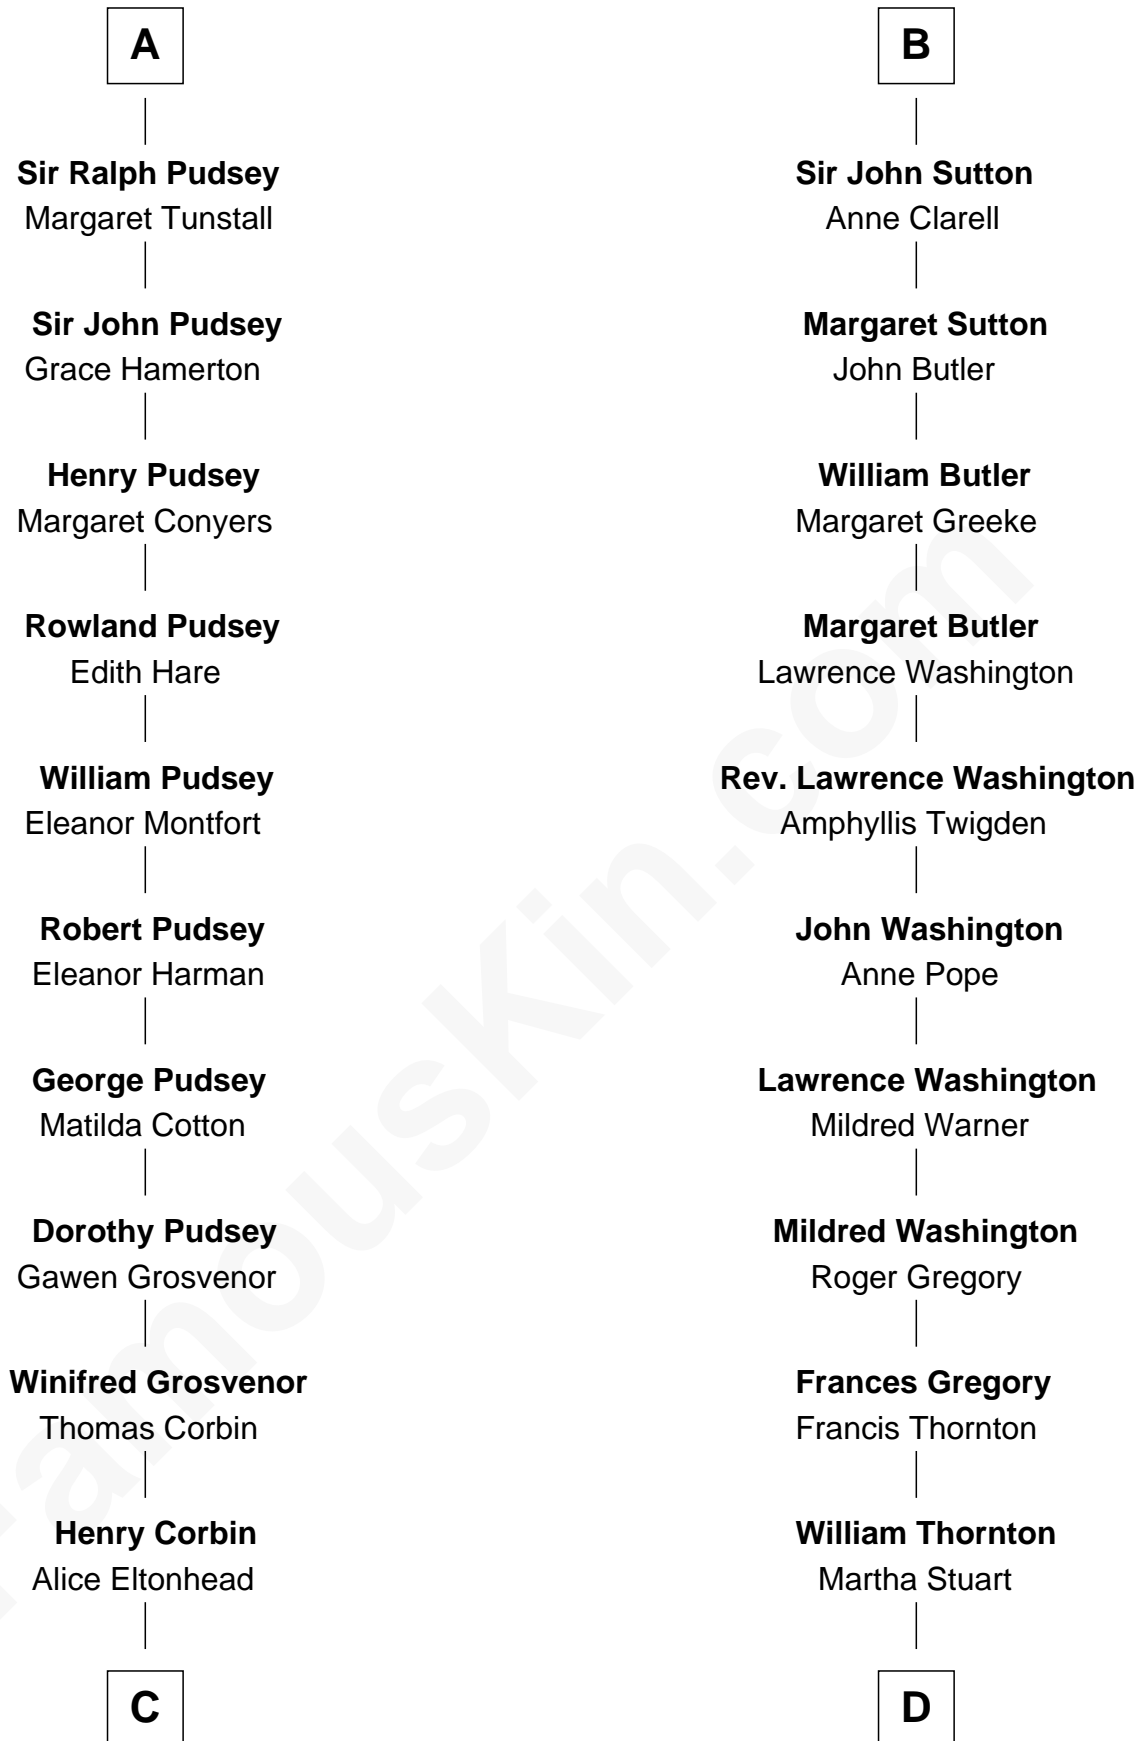 A
Sir Ralph Pudsey
Margaret Tunstall
Sir John Pudsey
Grace Hamerton
Henry Pudsey
Margaret Conyers
Rowland Pudsey
Edith Hare
William Pudsey
Eleanor Montfort
Robert Pudsey
Eleanor Harman
George Pudsey
Matilda Cotton
Dorothy Pudsey
Gawen Grosvenor
Winifred Grosvenor
Thomas Corbin
Henry Corbin
Alice Eltonhead
C
B
Sir John Sutton
Anne Clarell
Margaret Sutton
John Butler
William Butler
Margaret Greeke
Margaret Butler
Lawrence Washington
Rev. Lawrence Washington
Amphyllis Twigden
John Washington
Anne Pope
Lawrence Washington
Mildred Warner
Mildred Washington
Roger Gregory
Frances Gregory
Francis Thornton
William Thornton
Martha Stuart
D
FamousKin.com